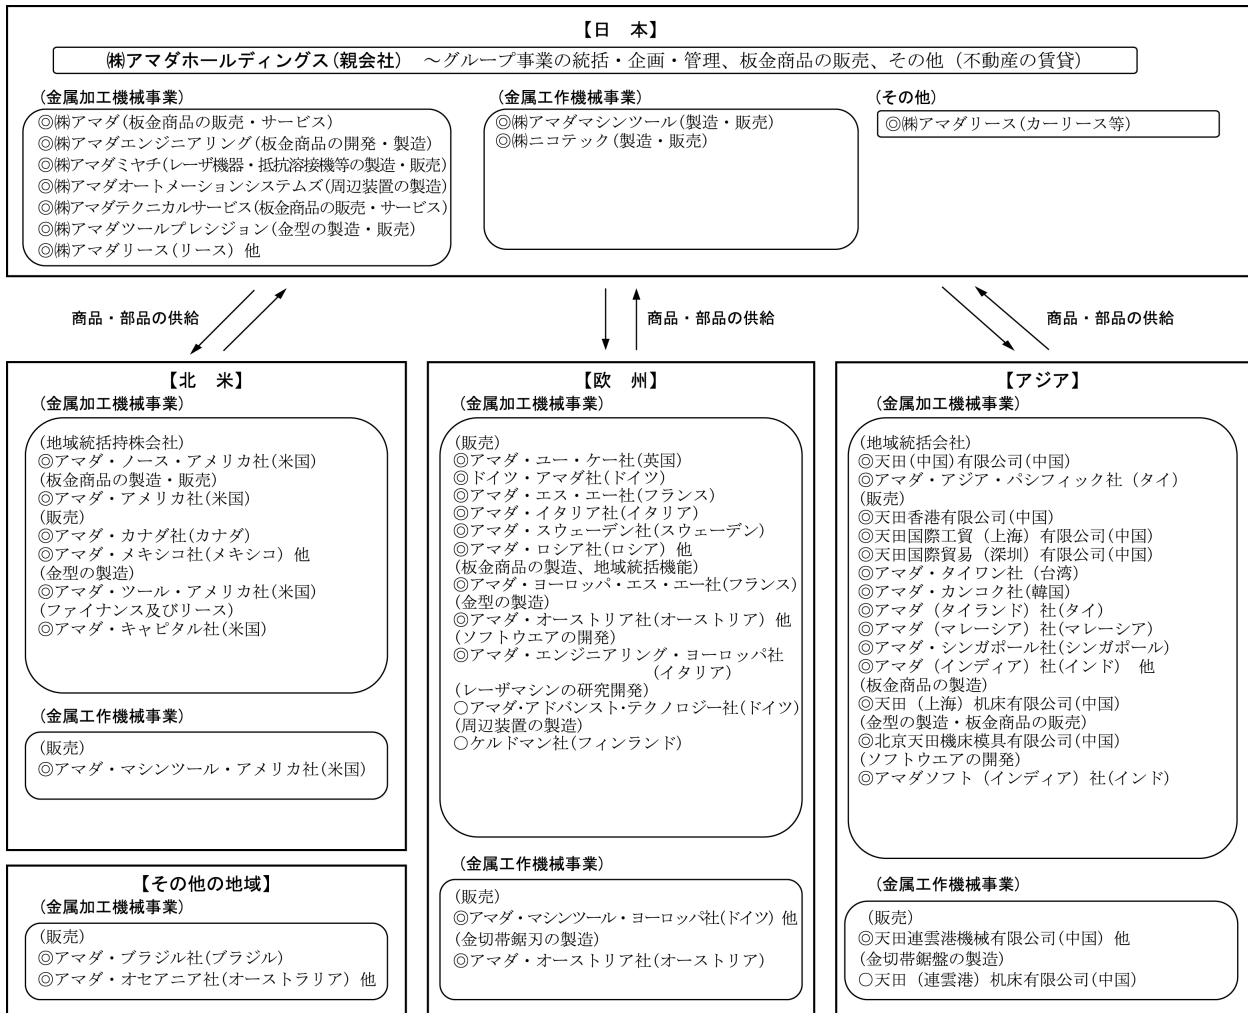 【日　本】
㈱アマダホールディングス(親会社)　～グループ事業の統括・企画・管理、板金商品の販売、その他（不動産の賃貸）
(金属加工機械事業)
◎㈱アマダ(板金商品の販売・サービス)
◎㈱アマダエンジニアリング(板金商品の開発・製造)
◎㈱アマダミヤチ(レーザ機器・抵抗溶接機等の製造・販売)
◎㈱アマダオートメーションシステムズ(周辺装置の製造)
◎㈱アマダテクニカルサービス(板金商品の販売・サービス)
◎㈱アマダツールプレシジョン(金型の製造・販売)
◎㈱アマダリース(リース) 他
(金属工作機械事業)
◎㈱アマダマシンツール(製造・販売)
◎㈱ニコテック(製造・販売)
(その他)
◎㈱アマダリース(カーリース等)
商品・部品の供給
商品・部品の供給
商品・部品の供給
【北　米】
(金属加工機械事業)
(地域統括持株会社)
◎アマダ・ノース・アメリカ社(米国)
(板金商品の製造・販売)
◎アマダ・アメリカ社(米国)
(販売)
◎アマダ・カナダ社(カナダ)
◎アマダ・メキシコ社(メキシコ) 他
(金型の製造)
◎アマダ・ツール・アメリカ社(米国)
(ファイナンス及びリース)
◎アマダ・キャピタル社(米国)
(金属工作機械事業)
(販売)
◎アマダ・マシンツール・アメリカ社(米国)
【その他の地域】
(金属加工機械事業)
(販売)
◎アマダ・ブラジル社(ブラジル)
◎アマダ・オセアニア社(オーストラリア) 他
【欧　州】
(金属加工機械事業)
(販売)
◎アマダ・ユー・ケー社(英国)
◎ドイツ・アマダ社(ドイツ)
◎アマダ・エス・エー社(フランス)
◎アマダ・イタリア社(イタリア)
◎アマダ・スウェーデン社(スウェーデン)
◎アマダ・ロシア社(ロシア) 他
(板金商品の製造、地域統括機能)
◎アマダ・ヨーロッパ・エス・エー社(フランス)
(金型の製造)
◎アマダ・オーストリア社(オーストリア) 他
(ソフトウエアの開発)
◎アマダ・エンジニアリング・ヨーロッパ社
(イタリア)
(レーザマシンの研究開発)
○アマダ・アドバンスト・テクノロジー社(ドイツ)
(周辺装置の製造)
○ケルドマン社(フィンランド)
(金属工作機械事業)
(販売)
◎アマダ・マシンツール・ヨーロッパ社(ドイツ) 他
(金切帯鋸刃の製造)
◎アマダ・オーストリア社(オーストリア)
【アジア】
(金属加工機械事業)
(地域統括会社)
◎天田(中国)有限公司(中国)
◎アマダ・アジア・パシフィック社（タイ）
(販売)
◎天田香港有限公司(中国)
◎天田国際工貿（上海）有限公司(中国)
◎天田国際貿易（深圳）有限公司(中国)
◎アマダ・タイワン社（台湾）
◎アマダ・カンコク社(韓国)
◎アマダ（タイランド）社(タイ)
◎アマダ（マレーシア）社(マレーシア)
◎アマダ・シンガポール社(シンガポール)
◎アマダ（インディア）社(インド)　他
(板金商品の製造)
◎天田（上海）机床有限公司(中国)
(金型の製造・板金商品の販売)
◎北京天田機床模具有限公司(中国)
(ソフトウエアの開発)
◎アマダソフト（インディア）社(インド)
(金属工作機械事業)
(販売)
◎天田連雲港機械有限公司(中国) 他
(金切帯鋸盤の製造)
○天田（連雲港）机床有限公司(中国)